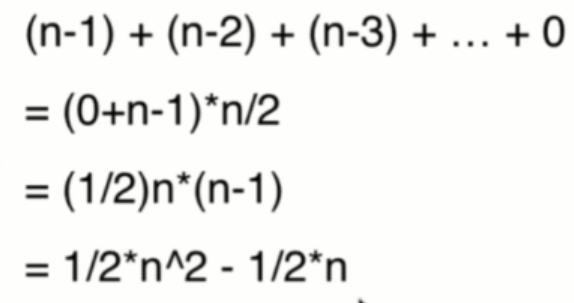 (n-1) + (n-2) + (n-3) + … + 0
= (0+n-1)*n/2
= (1/2)n*(n-1)
= 1/2*n^2 - 1/2*n